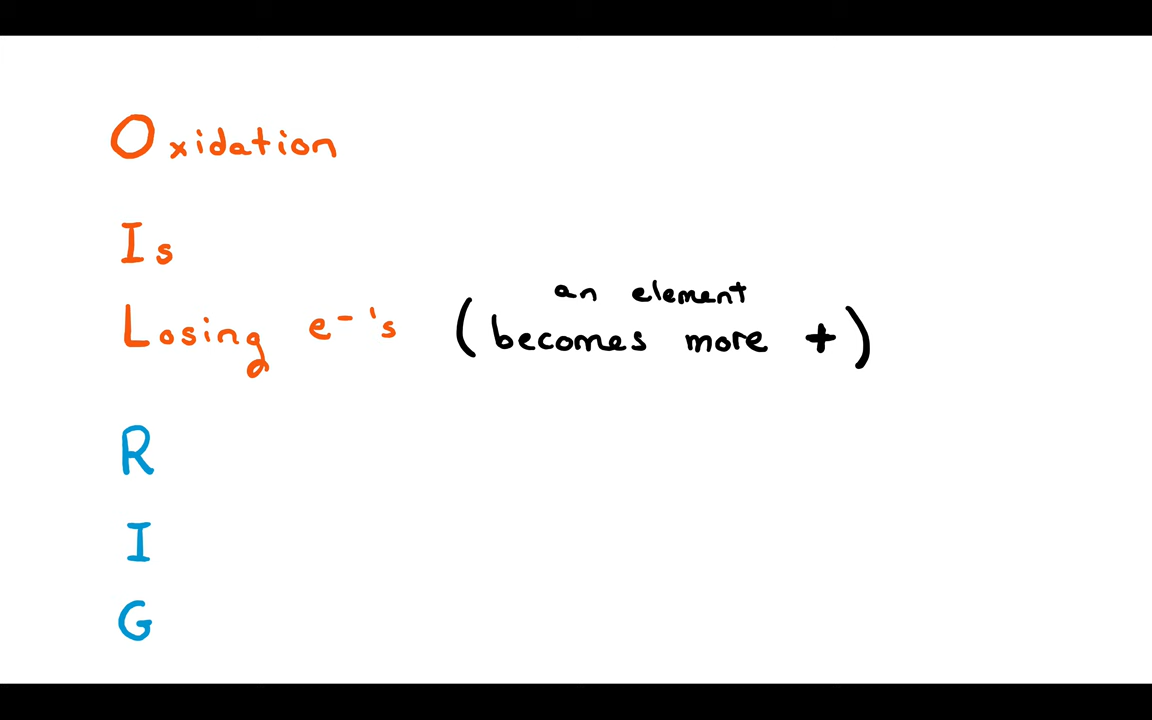 Oxidation
Is
Losing e⁻'s (an element
becomes more +)
R
I
G